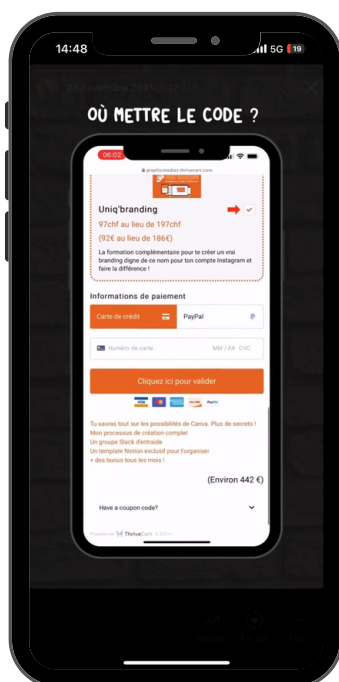 14:48
5G 19
OÙ METTRE LE CODE ?
06:02
graphicmedias.thrivecart.com
Uniq'branding
97chf au lieu de 197chf
(92€ au lieu de 186€)
La formation complémentaire pour te créer un vrai
branding digne de ce nom pour ton compte Instagram et
faire la différence !
Informations de paiement
Carte de crédit
PayPal
Numéro de carte
MM / AA CVC
Cliquez ici pour valider
VISA
PayPal
Tu sauras tout sur les possibilités de Canva. Plus de secrets !
Mon processus de création complet
Un groupe Slack d'entraide
Un template Notion exclusif pour t'organiser
+ des bonus tous les mois !
(Environ 442 €)
Have a coupon code?
ThriveCart